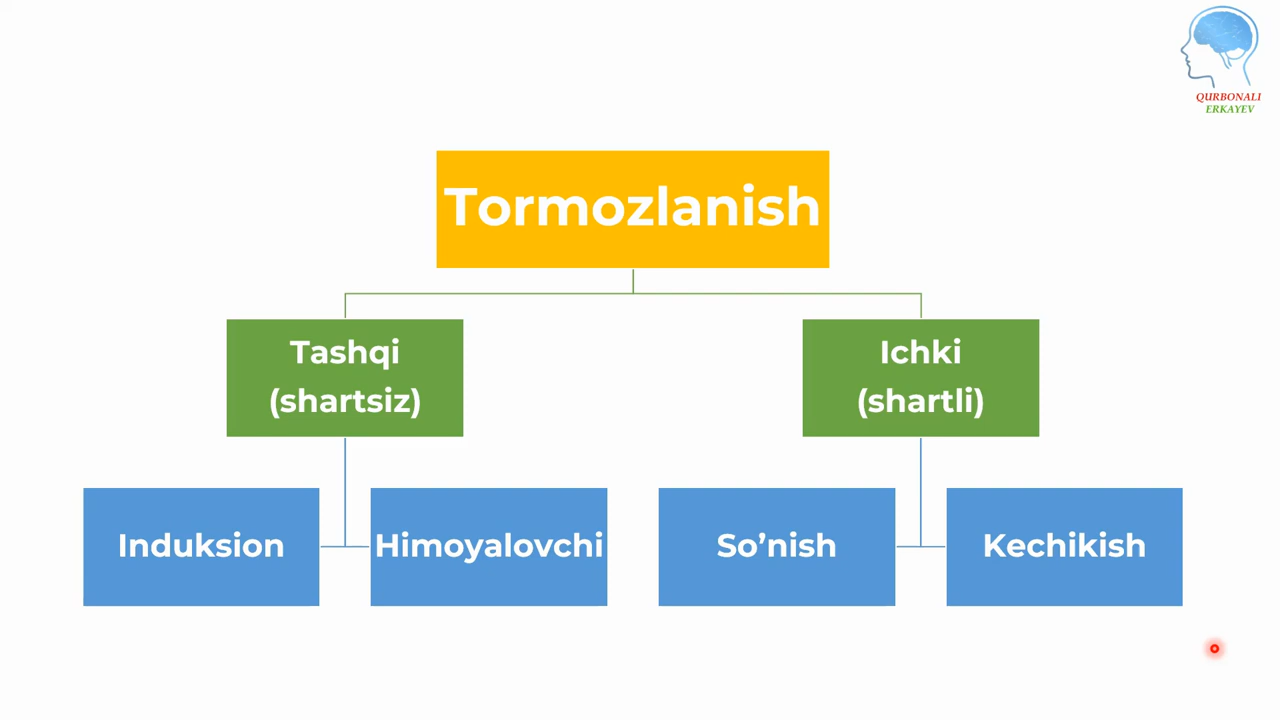 QURBONALI
ERKAYEV
Tormozlanish
Tashqi
(shartsiz)
Ichki
(shartli)
Induksion
Himoyalovchi
So’nish
Kechikish